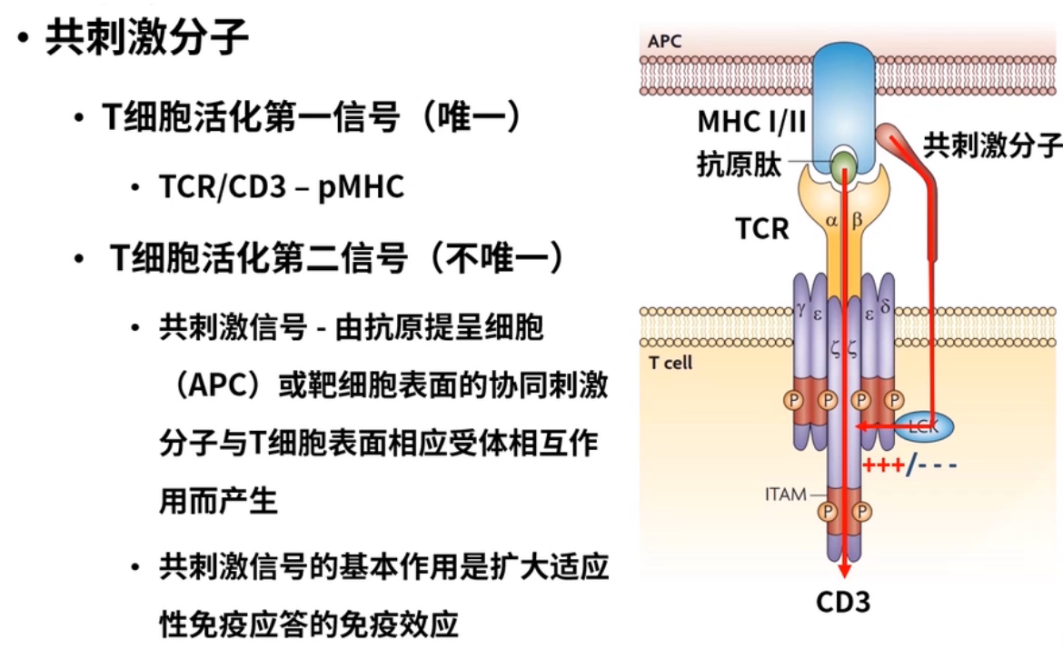 • 共刺激分子
• T细胞活化第一信号（唯一）
• TCR/CD3 – pMHC
• T细胞活化第二信号（不唯一）
• 共刺激信号 - 由抗原提呈细胞
（APC）或靶细胞表面的协同刺激
分子与T细胞表面相应受体相互作
用而产生
• 共刺激信号的基本作用是扩大适应
性免疫应答的免疫效应
APC
MHC I/II
抗原肽
共刺激分子
TCR
α β
γ ε ε δ
ζ ζ
T cell
P P P P
LCK
+++/---
ITAM
P P
CD3